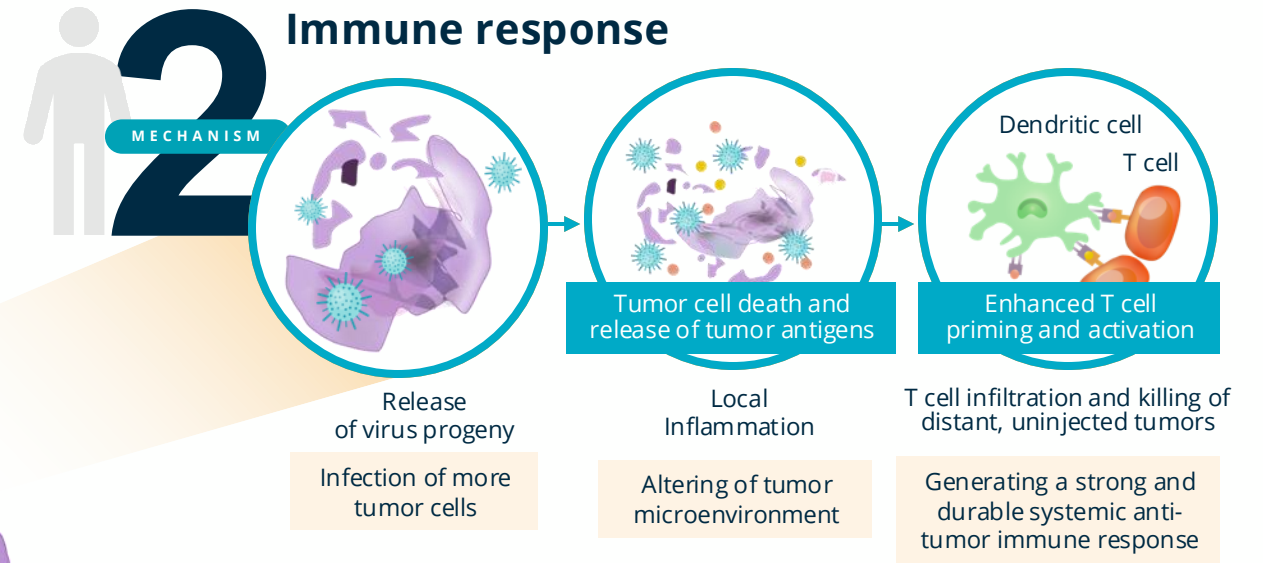 Immune response
2
MECHANISM
Dendritic cell
T cell
Tumor cell death and
release of tumor antigens
Enhanced T cell
priming and activation
Release
of virus progeny
Local
Inflammation
T cell infiltration and killing of
distant, uninjected tumors
Infection of more
tumor cells
Altering of tumor
microenvironment
Generating a strong and
durable systemic anti-
tumor immune response